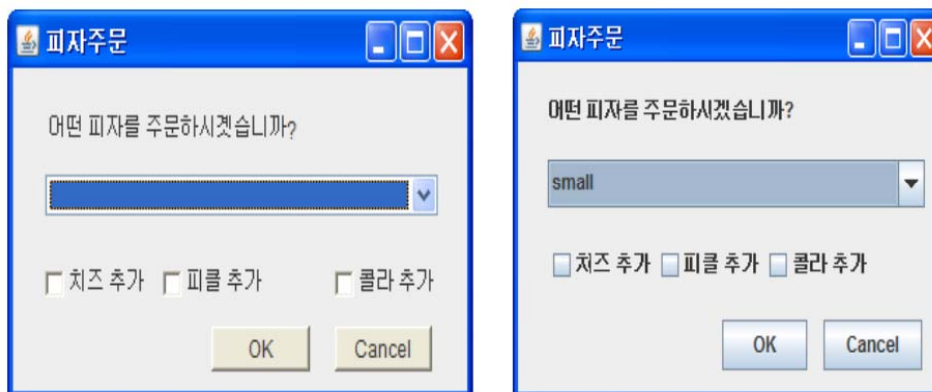 피자주문
어떤 피자를 주문하시겟습니까?
치즈 추가 피클 추가 콜라 추가
OK Cancel
피자주문
어떤 피자를 주문하시겠습니까?
small
치즈 추가 피클 추가 콜라 추가
OK Cancel